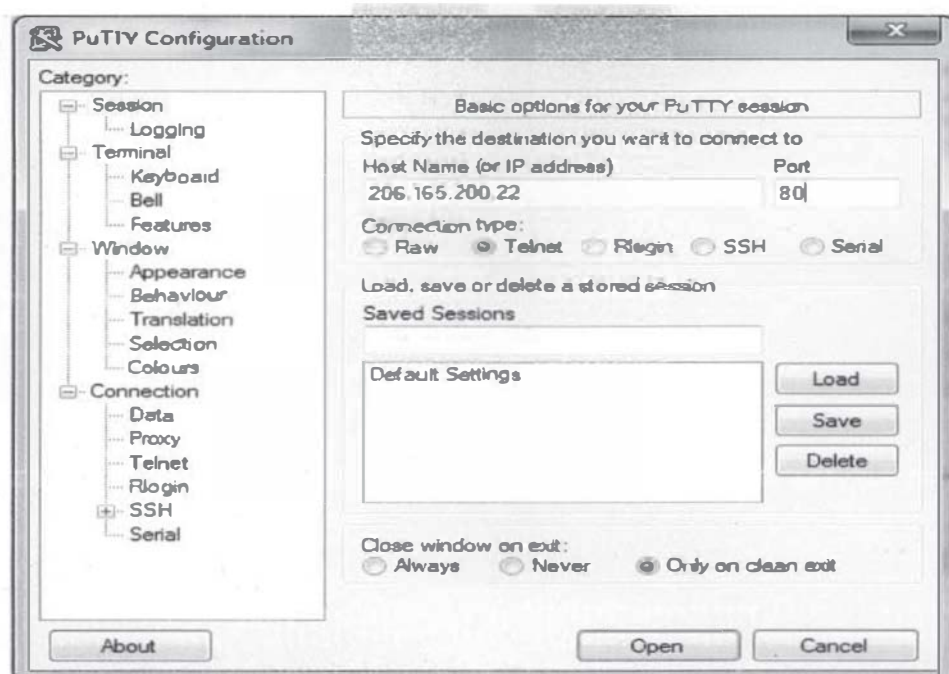 PuTTY Configuration
Category:
Session
Logging
Terminal
Keyboard
Bell
Features
Window
Appearance
Behaviour
Translation
Selection
Colours
Connection
Data
Proxy
Telnet
Rlogin
SSH
Serial
Basic options for your PuTTY session
Specify the destination you want to connect to
Host Name (or IP address) Port
206.165.200.22 80
Connection type:
Raw Telnet Rlogin SSH Serial
Load, save or delete a stored session
Saved Sessions
Default Settings
Load
Save
Delete
Close window on exit:
Always Never Only on clean exit
About Open Cancel